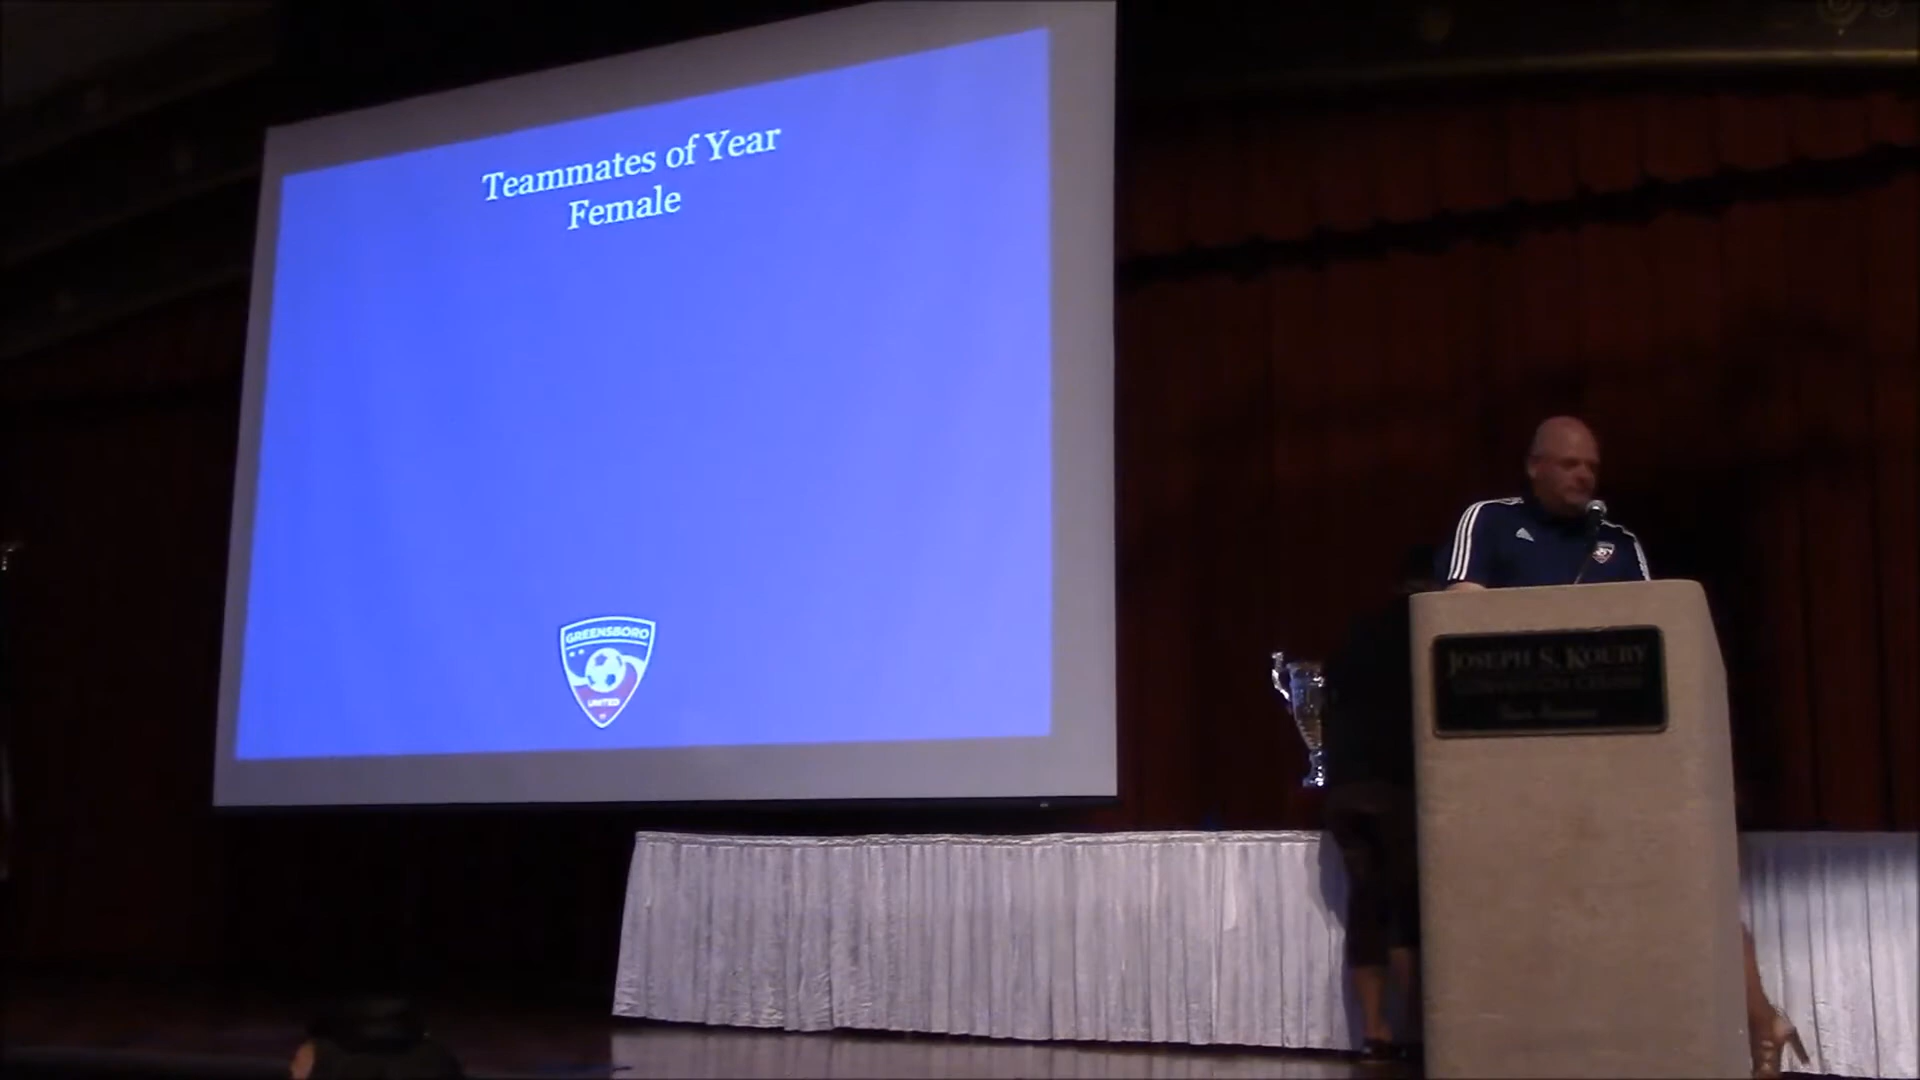 Teammates of Year
Female
GREENSBORO
UNITED
JOSEPH S. KOURY